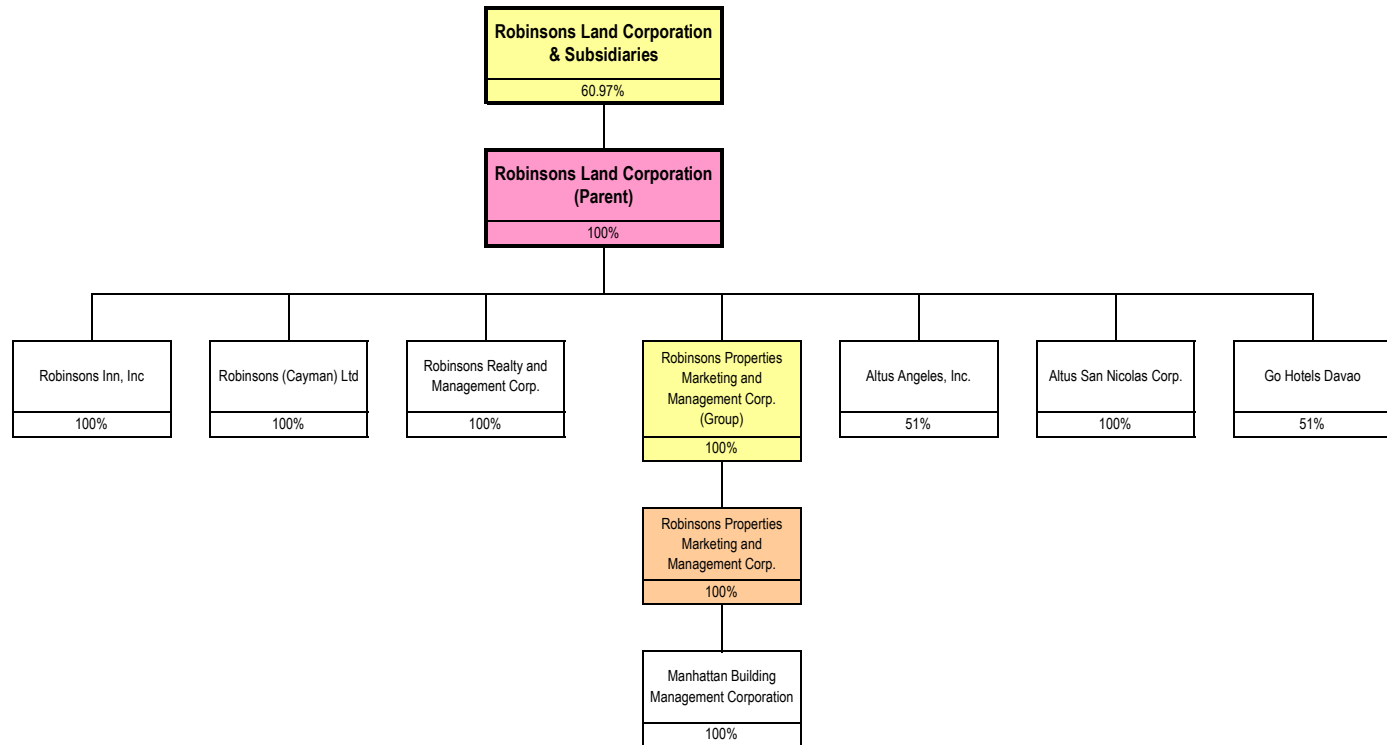 Robinsons Land Corporation
& Subsidiaries
60.97%
Robinsons Land Corporation
(Parent)
100%
Robinsons Inn, Inc
100%
Robinsons (Cayman) Ltd
100%
Robinsons Realty and
Management Corp.
100%
Robinsons Properties
Marketing and
Management Corp.
(Group)
100%
Altus Angeles, Inc.
51%
Altus San Nicolas Corp.
100%
Go Hotels Davao
51%
Robinsons Properties
Marketing and
Management Corp.
100%
Manhattan Building
Management Corporation
100%